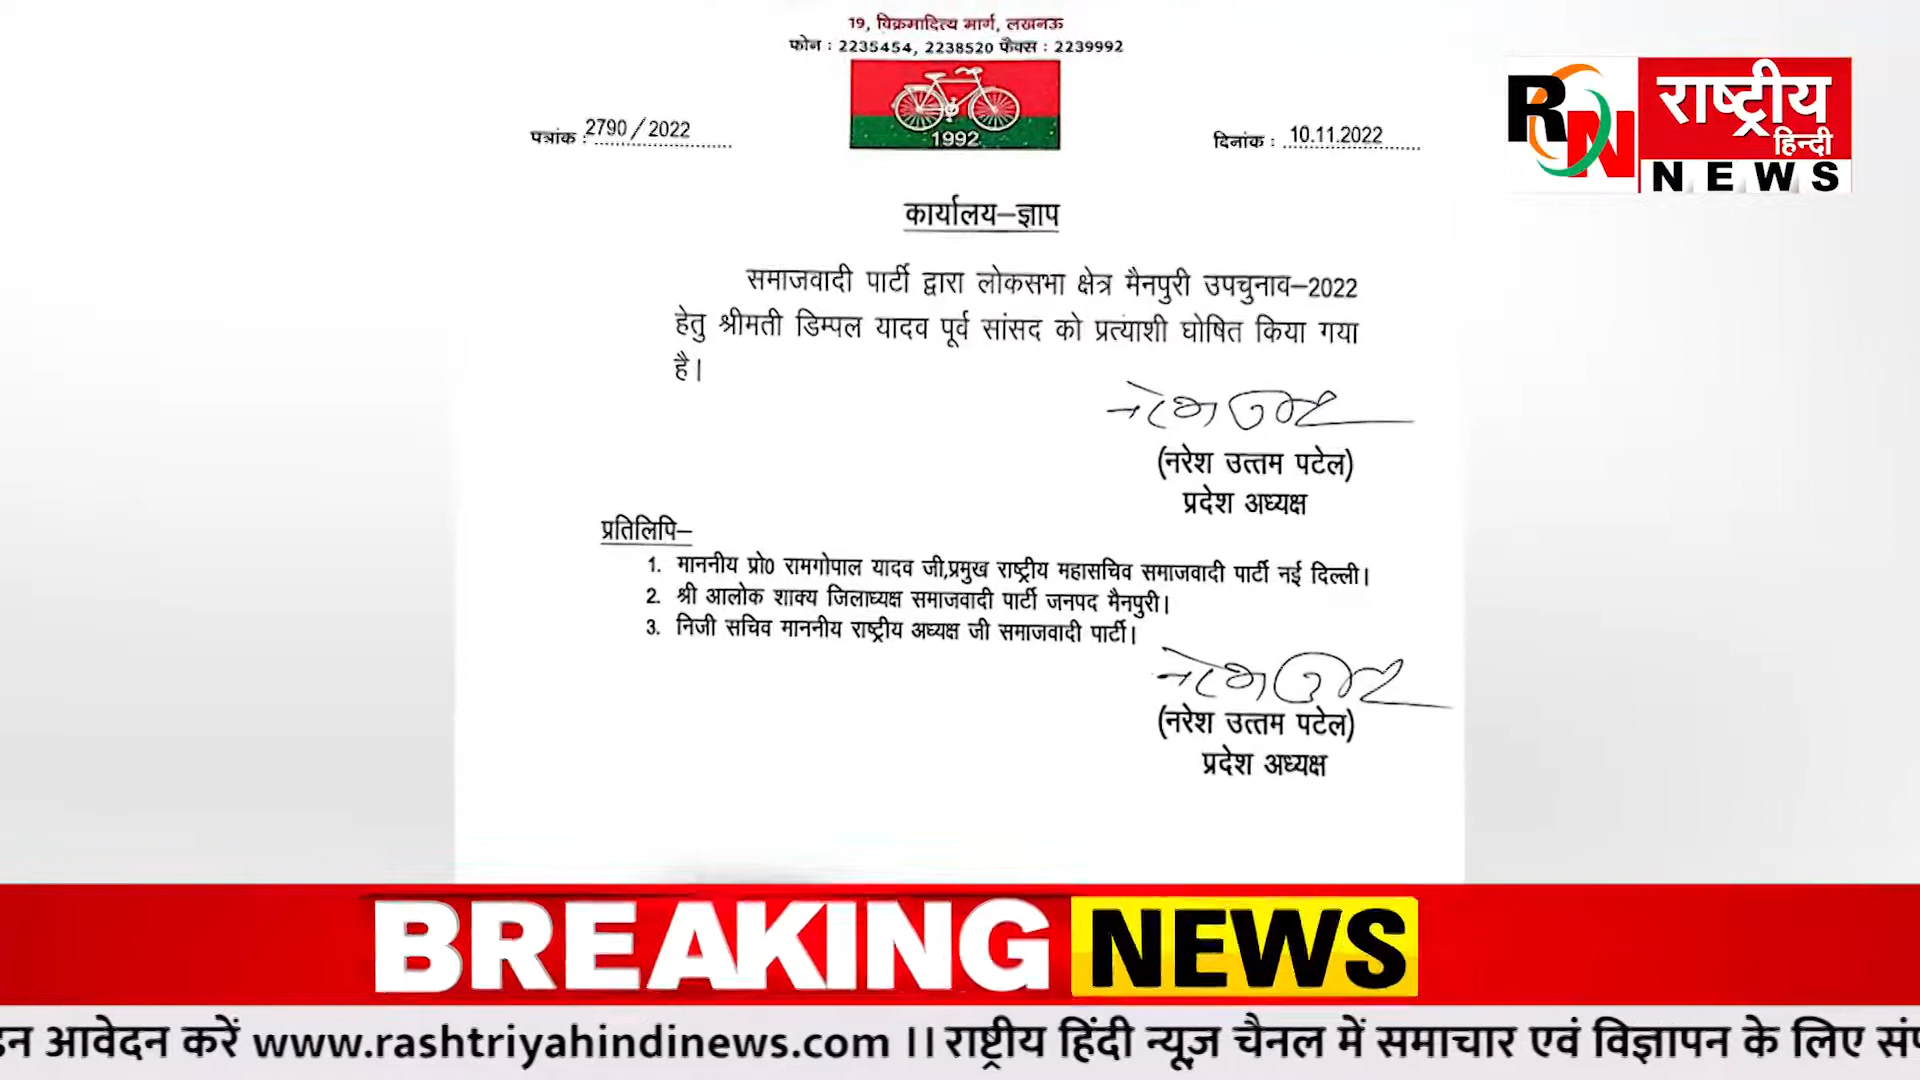 19, विक्रमादित्य मार्ग, लखनऊ
फोन : 2235454, 2238520 फैक्स : 2239992
1992
पत्रांक : 2790/2022
दिनांक : 10.11.2022
RN
राष्ट्रीय
हिन्दी
NEWS
कार्यालय–ज्ञाप
समाजवादी पार्टी द्वारा लोकसभा क्षेत्र मैनपुरी उपचुनाव–2022
हेतु श्रीमती डिम्पल यादव पूर्व सांसद को प्रत्याशी घोषित किया गया
है।
(नरेश उत्तम पटेल)
प्रदेश अध्यक्ष
प्रतिलिपि–
1. माननीय प्रो0 रामगोपाल यादव जी,प्रमुख राष्ट्रीय महासचिव समाजवादी पार्टी नई दिल्ली।
2. श्री आलोक शाक्य जिलाध्यक्ष समाजवादी पार्टी जनपद मैनपुरी।
3. निजी सचिव माननीय राष्ट्रीय अध्यक्ष जी समाजवादी पार्टी।
(नरेश उत्तम पटेल)
प्रदेश अध्यक्ष
BREAKING NEWS
आवेदन करें www.rashtriyahindinews.com ।। राष्ट्रीय हिंदी न्यूज़ चैनल में समाचार एवं विज्ञापन के लिए